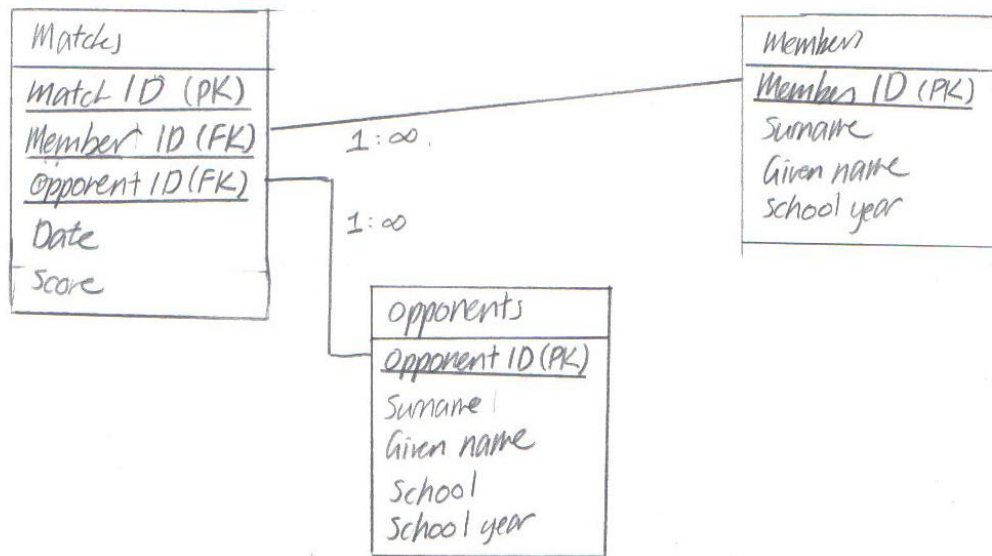 Matches
Match ID (PK)
Member ID (FK)
Opponent ID (FK)
Date
Score
1:∞
1:∞
Members
Member ID (PK)
Surname
Given name
School year
Opponents
Opponent ID (PK)
Surname
Given name
School
School year